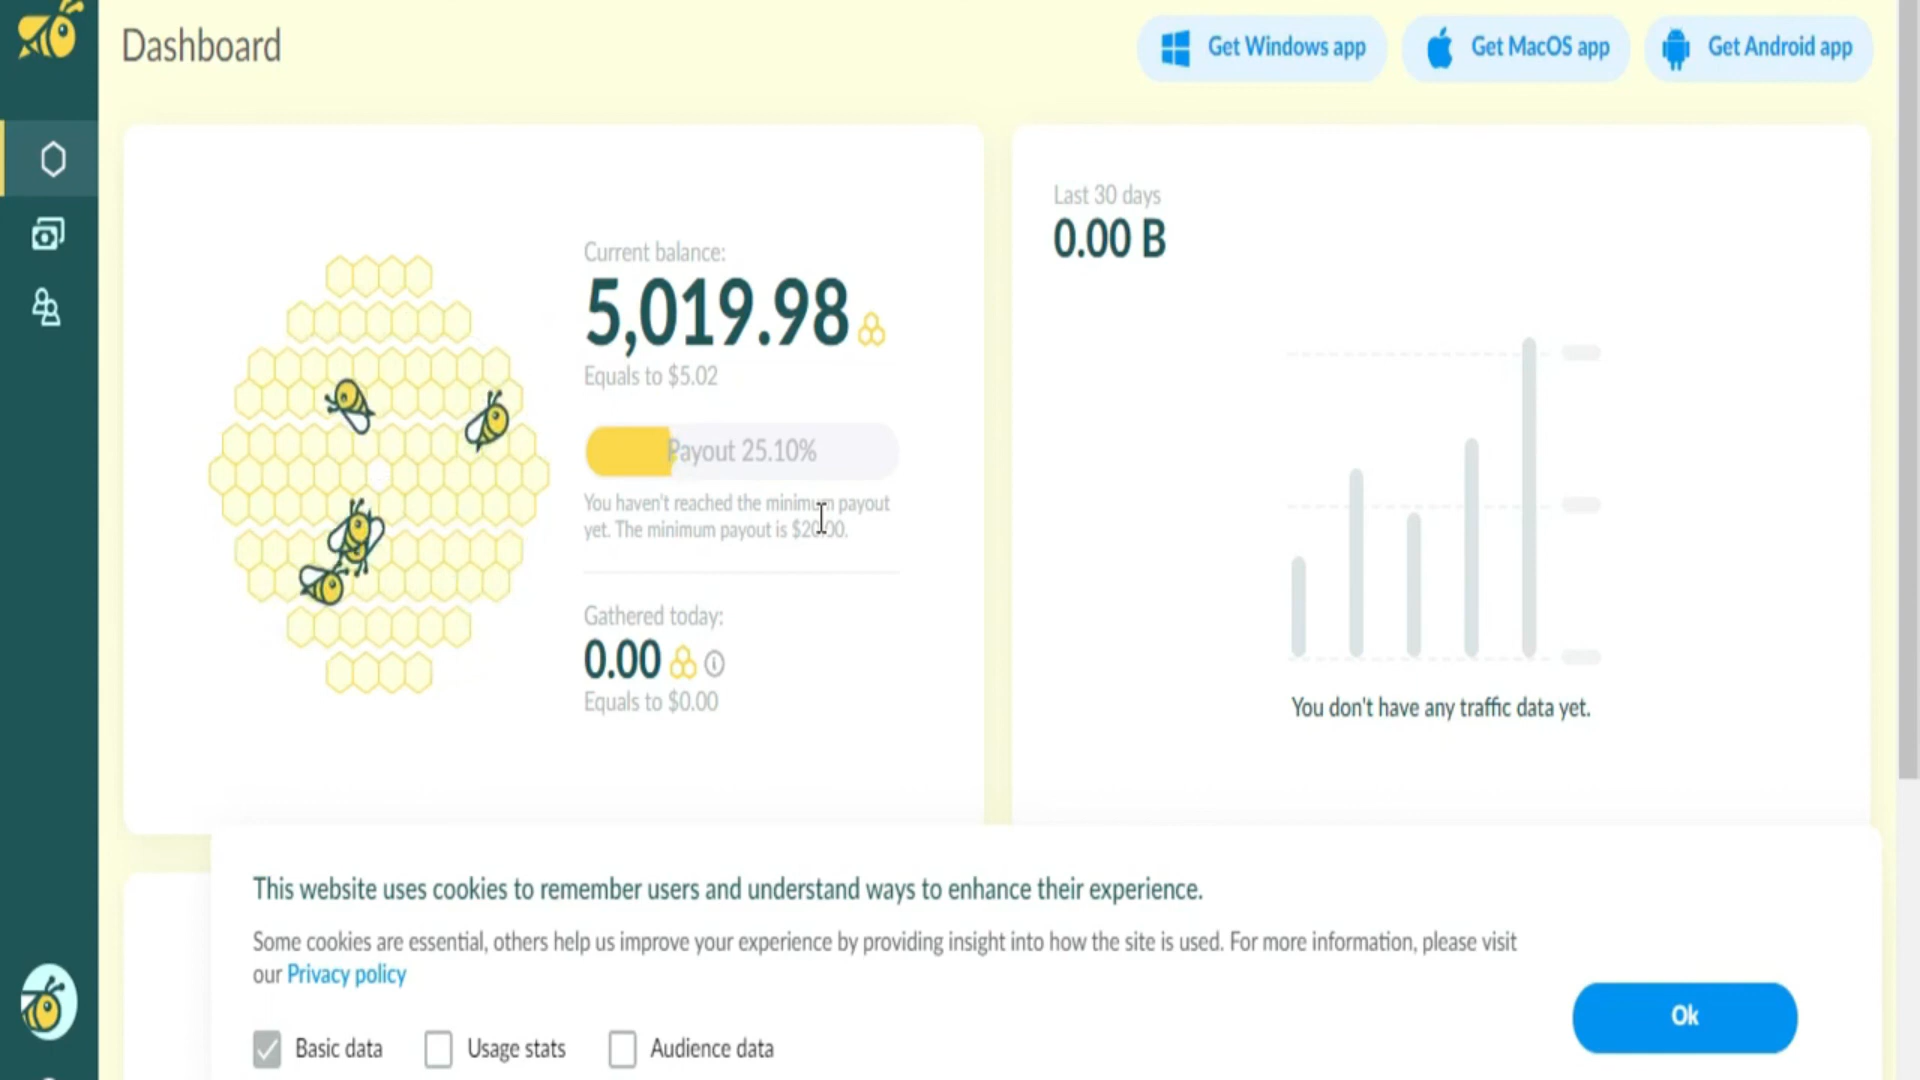 Dashboard
Get Windows app
Get MacOS app
Get Android app
Current balance:
5,019.98
Equals to $5.02
Payout 25.10%
You haven't reached the minimum payout
yet. The minimum payout is $20.00.
Gathered today:
0.00
Equals to $0.00
Last 30 days
0.00 B
You don't have any traffic data yet.
This website uses cookies to remember users and understand ways to enhance their experience.
Some cookies are essential, others help us improve your experience by providing insight into how the site is used. For more information, please visit
our Privacy policy
Basic data
Usage stats
Audience data
Ok